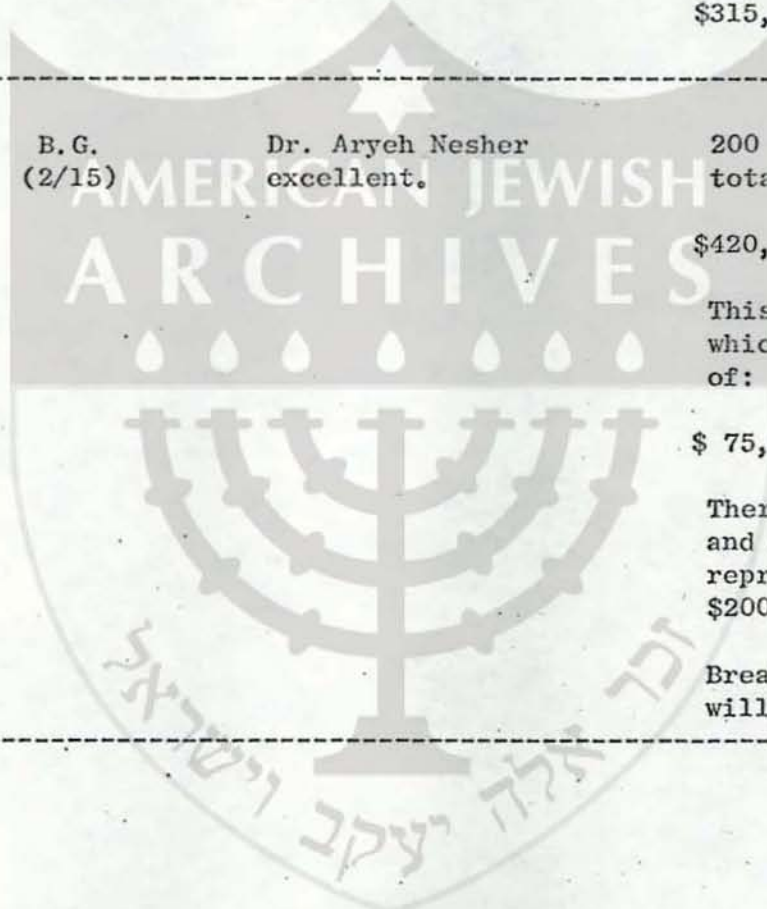 $315,
B.G. Dr. Aryeh Nesher 200
(2/15) excellent. tota
AMERICAN JEWISH
$420,
ARCHIVES
This
whic
of:
$ 75,
Ther
and
repr
$200
Brea
will
זכר אלה יעקב וישראל